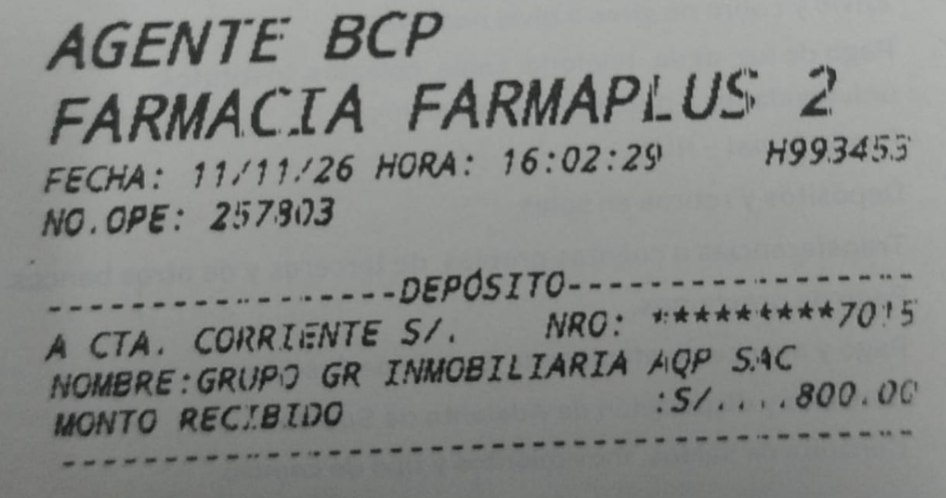 AGENTE BCP
FARMACIA FARMAPLUS 2
FECHA: 11/11/26 HORA: 16:02:29 H993453
NO.OPE: 257803
-----------------DEPÓSITO-----------------
A CTA. CORRIENTE S/. NRO: *********7015
NOMBRE:GRUPO GR INMOBILIARIA AQP SAC
MONTO RECIBIDO :S/....800.00
------------------------------------------